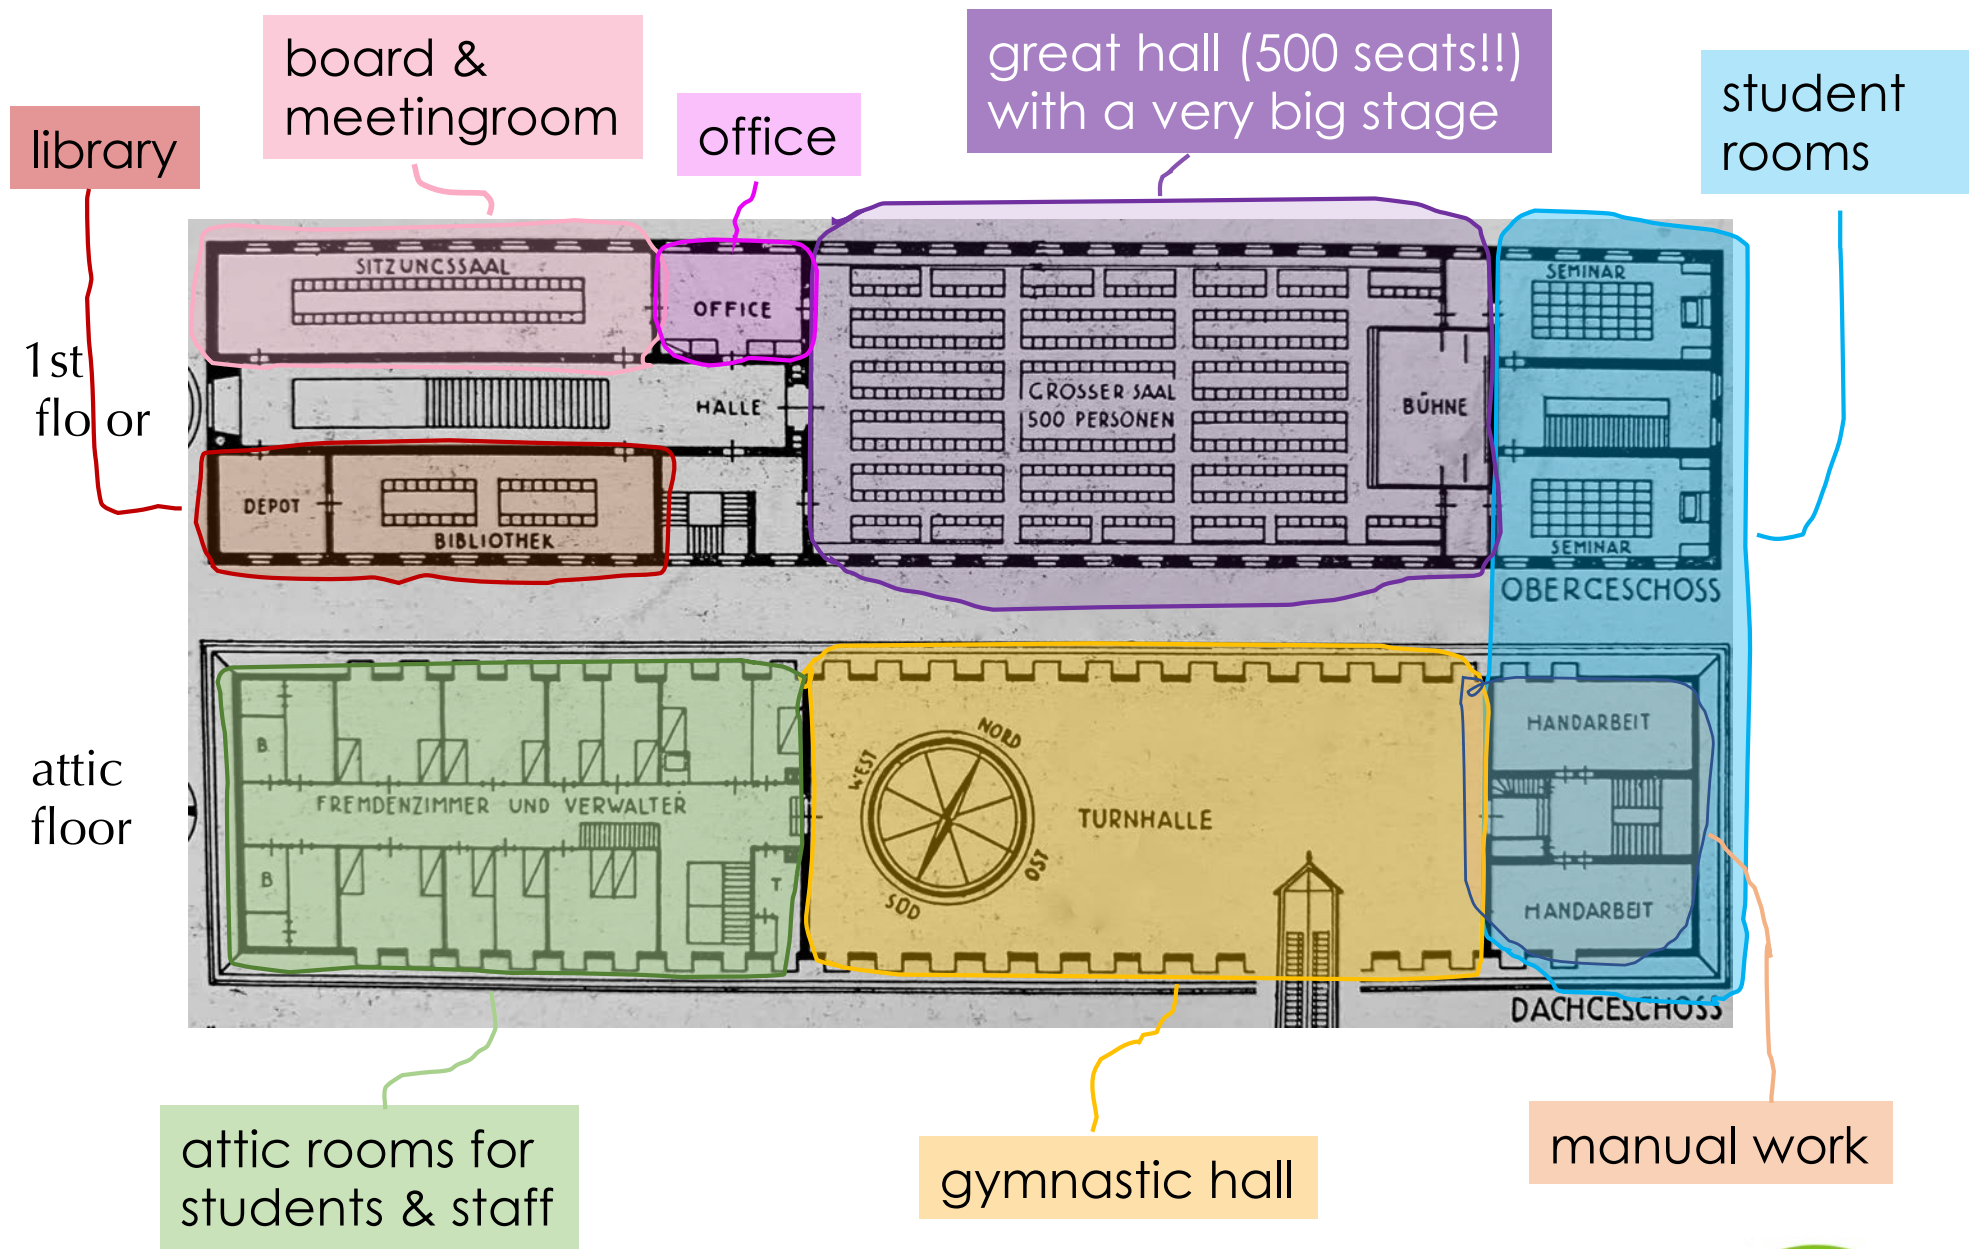 board &
meetingroom
great hall (500 seats!!)
with a very big stage
student
rooms
library
office
SITZUNGSSAAL
OFFICE
SEMINAR
1st
floor
HALLE
GROSSER SAAL
500 PERSONEN
BÜHNE
DEPOT
BIBLIOTHEK
SEMINAR
OBERGESCHOSS
attic
floor
B.
FREMDENZIMMER UND VERWALTER
B
T
NORD
WEST
OST
SÜD
TURNHALLE
HANDARBEIT
HANDARBEIT
DACHGESCHOSS
attic rooms for
students & staff
gymnastic hall
manual work